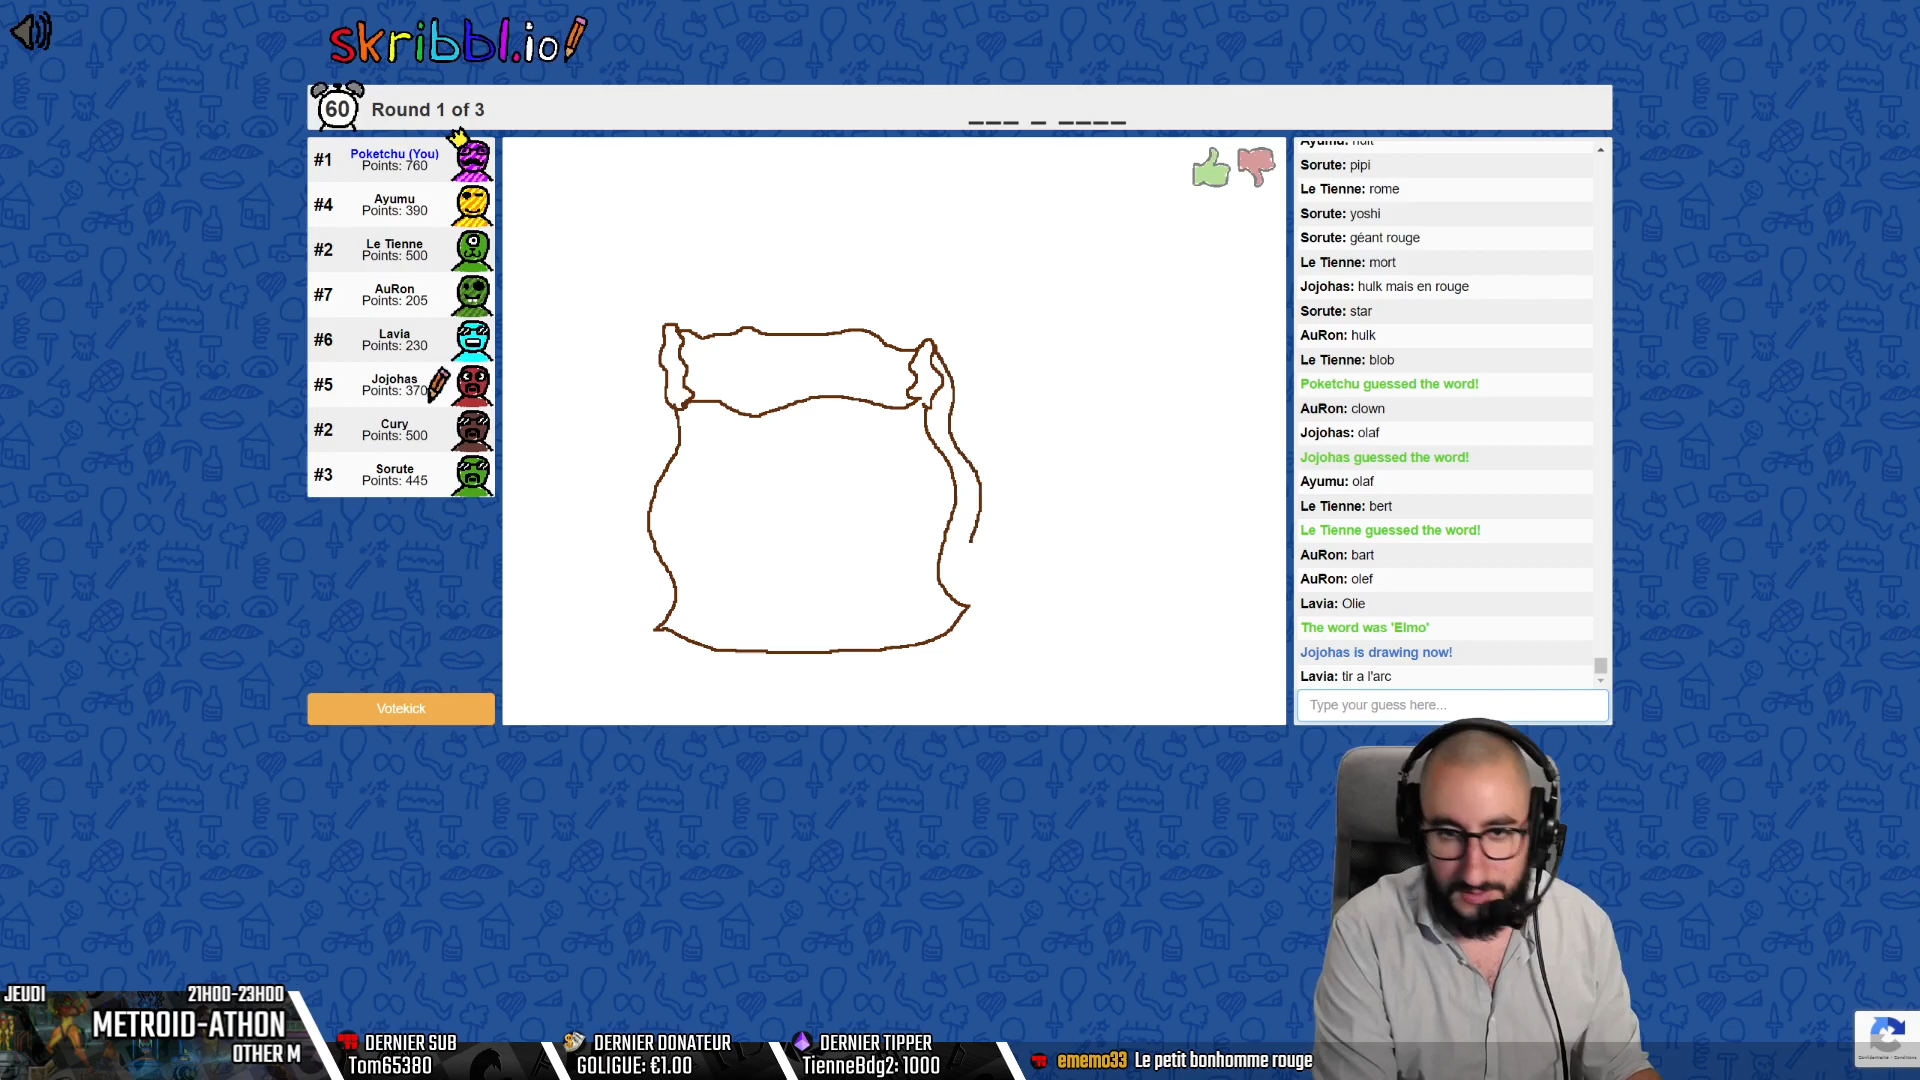 skribbl.io
60
Round 1 of 3
___ _ ____
#1
Poketchu (You)
Points: 760
#4
Ayumu
Points: 390
#2
Le Tienne
Points: 500
#7
AuRon
Points: 205
#6
Lavia
Points: 230
#5
Jojohas
Points: 370
#2
Cury
Points: 500
#3
Sorute
Points: 445
Votekick
Ayumu: nuit
Sorute: pipi
Le Tienne: rome
Sorute: yoshi
Sorute: géant rouge
Le Tienne: mort
Jojohas: hulk mais en rouge
Sorute: star
AuRon: hulk
Le Tienne: blob
Poketchu guessed the word!
AuRon: clown
Jojohas: olaf
Jojohas guessed the word!
Ayumu: olaf
Le Tienne: bert
Le Tienne guessed the word!
AuRon: bart
AuRon: olef
Lavia: Olie
The word was 'Elmo'
Jojohas is drawing now!
Lavia: tir a l'arc
Type your guess here...
JEUDI
21H00-23H00
METROID-ATHON
OTHER M
DERNIER SUB
Tom65380
DERNIER DONATEUR
GOLIGUE: €1.00
DERNIER TIPPER
TienneBdg2: 1000
ememo33 Le petit bonhomme rouge